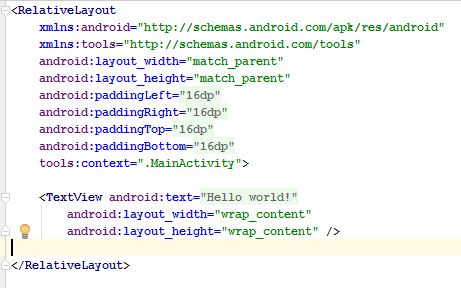 <RelativeLayout
xmlns:android="http://schemas.android.com/apk/res/android"
xmlns:tools="http://schemas.android.com/tools"
android:layout_width="match_parent"
android:layout_height="match_parent"
android:paddingLeft="16dp"
android:paddingRight="16dp"
android:paddingTop="16dp"
android:paddingBottom="16dp"
tools:context=".MainActivity">
<TextView android:text="Hello world!"
android:layout_width="wrap_content"
android:layout_height="wrap_content" />
</RelativeLayout>